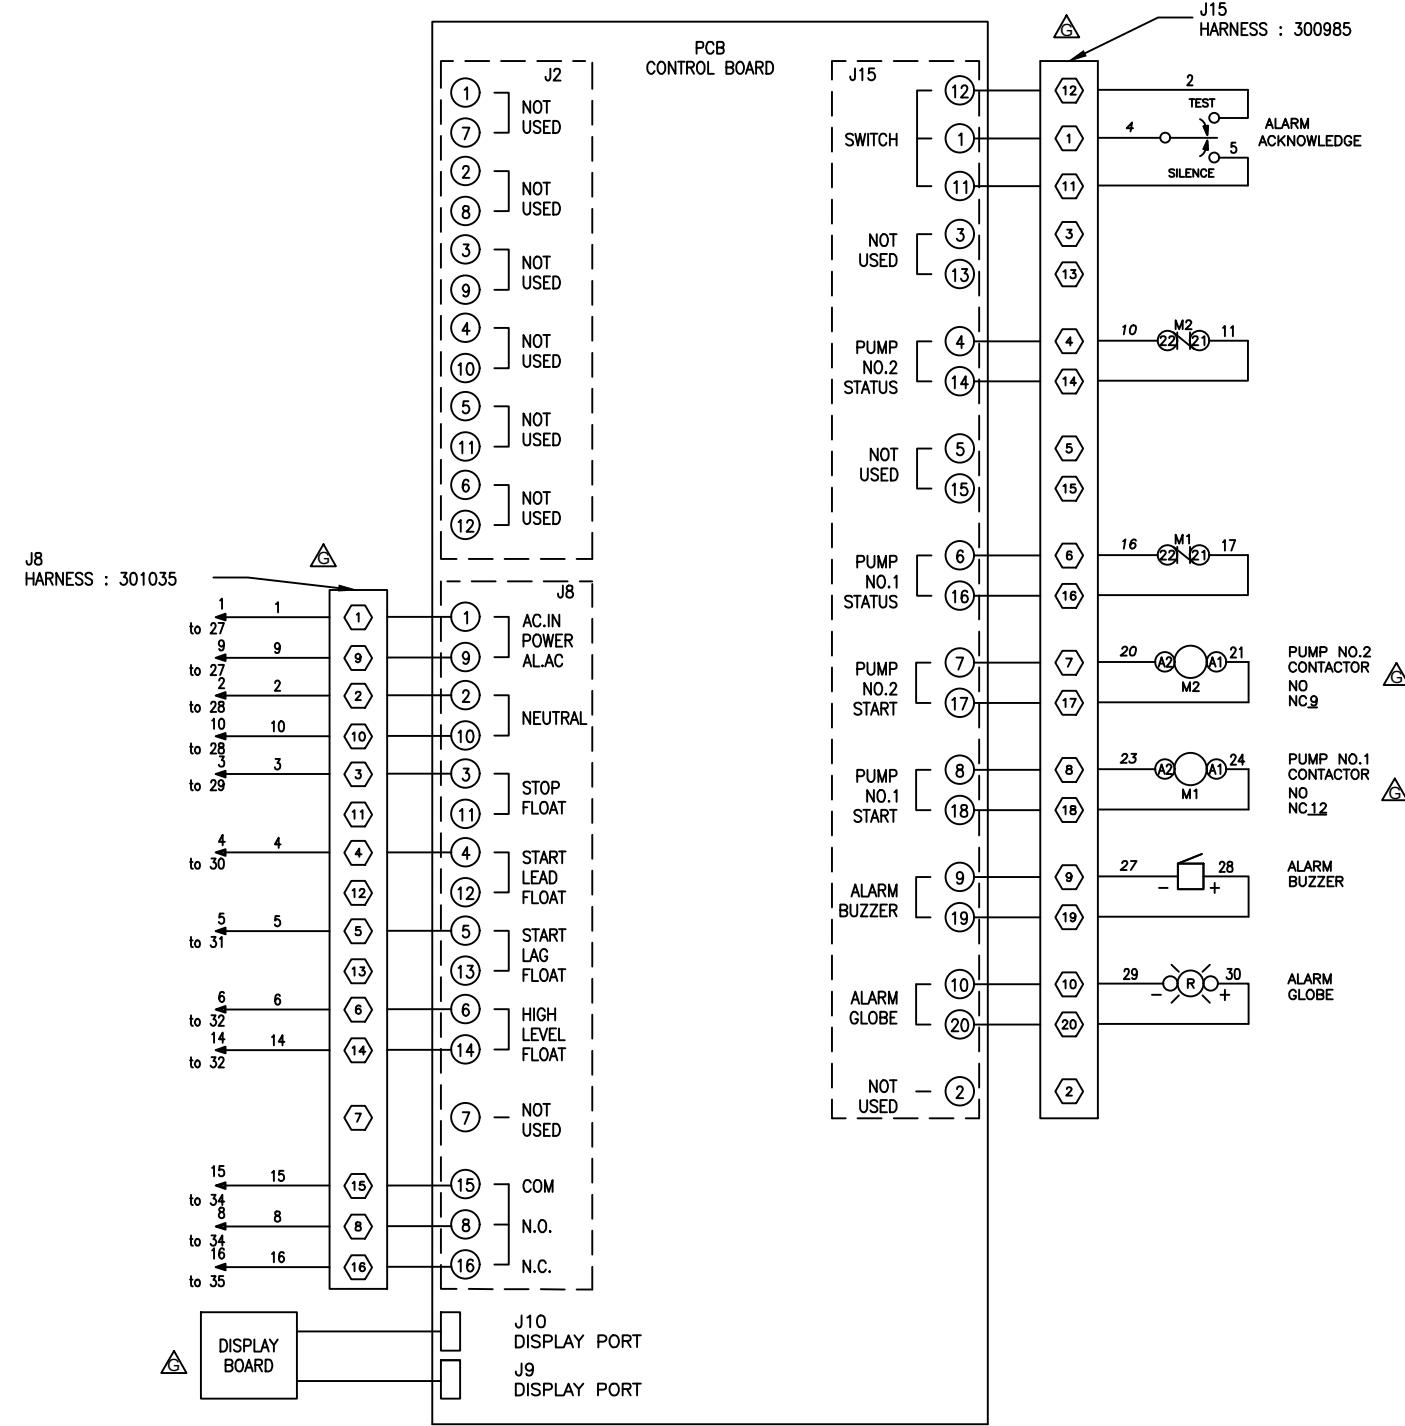 J15
HARNESS : 300985
G
PCB
CONTROL BOARD
J2
1
7
NOT
USED
2
8
NOT
USED
3
9
NOT
USED
4
10
NOT
USED
5
11
NOT
USED
6
12
NOT
USED
J8
HARNESS : 301035
G
1
to 27
1
1
9
to 27
9
9
2
to 28
2
2
10
to 28
10
10
3
to 29
3
3
11
4
to 30
4
4
12
5
to 31
5
5
13
6
to 32
6
6
14
to 32
14
14
7
15
to 34
15
15
8
to 34
8
8
16
to 35
16
16
J8
1
9
AC.IN
POWER
AL.AC
2
10
NEUTRAL
3
11
STOP
FLOAT
4
12
START
LEAD
FLOAT
5
13
START
LAG
FLOAT
6
14
HIGH
LEVEL
FLOAT
7
NOT
USED
15
COM
8
N.O.
16
N.C.
G
DISPLAY
BOARD
J10
DISPLAY PORT
J9
DISPLAY PORT
J15
SWITCH
12
1
11
NOT
USED
3
13
PUMP
NO.2
STATUS
4
14
NOT
USED
5
15
PUMP
NO.1
STATUS
6
16
PUMP
NO.2
START
7
17
PUMP
NO.1
START
8
18
ALARM
BUZZER
9
19
ALARM
GLOBE
10
20
NOT
USED
2
12
2
TEST
1
4
5
SILENCE
11
ALARM
ACKNOWLEDGE
3
13
4
10
22
M2
21
11
14
5
15
6
16
22
M1
21
17
16
7
20
A2
A1
21
M2
17
PUMP NO.2
CONTACTOR
NO
NC 9
G
8
23
A2
A1
24
M1
18
PUMP NO.1
CONTACTOR
NO
NC 12
G
9
27
- +
28
19
ALARM
BUZZER
10
29
- R +
30
20
ALARM
GLOBE
2